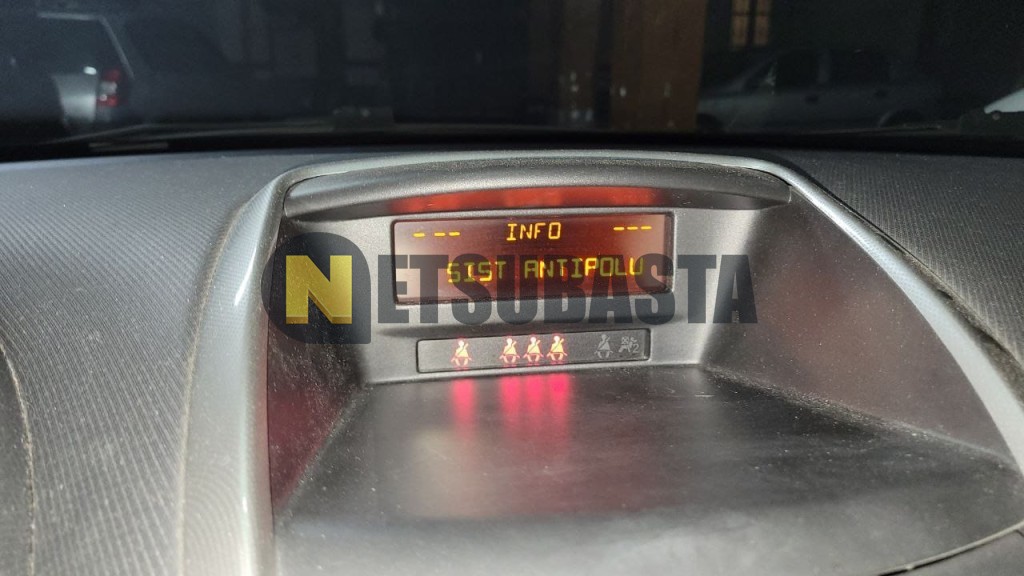 --- INFO ---
SIST ANTIPOLU
NETSUBASTA